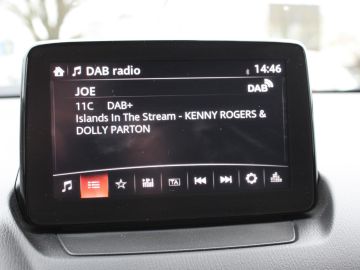 DAB radio 14:46
JOE DAB
11C DAB+
Islands In The Stream - KENNY ROGERS &
DOLLY PARTON
TA